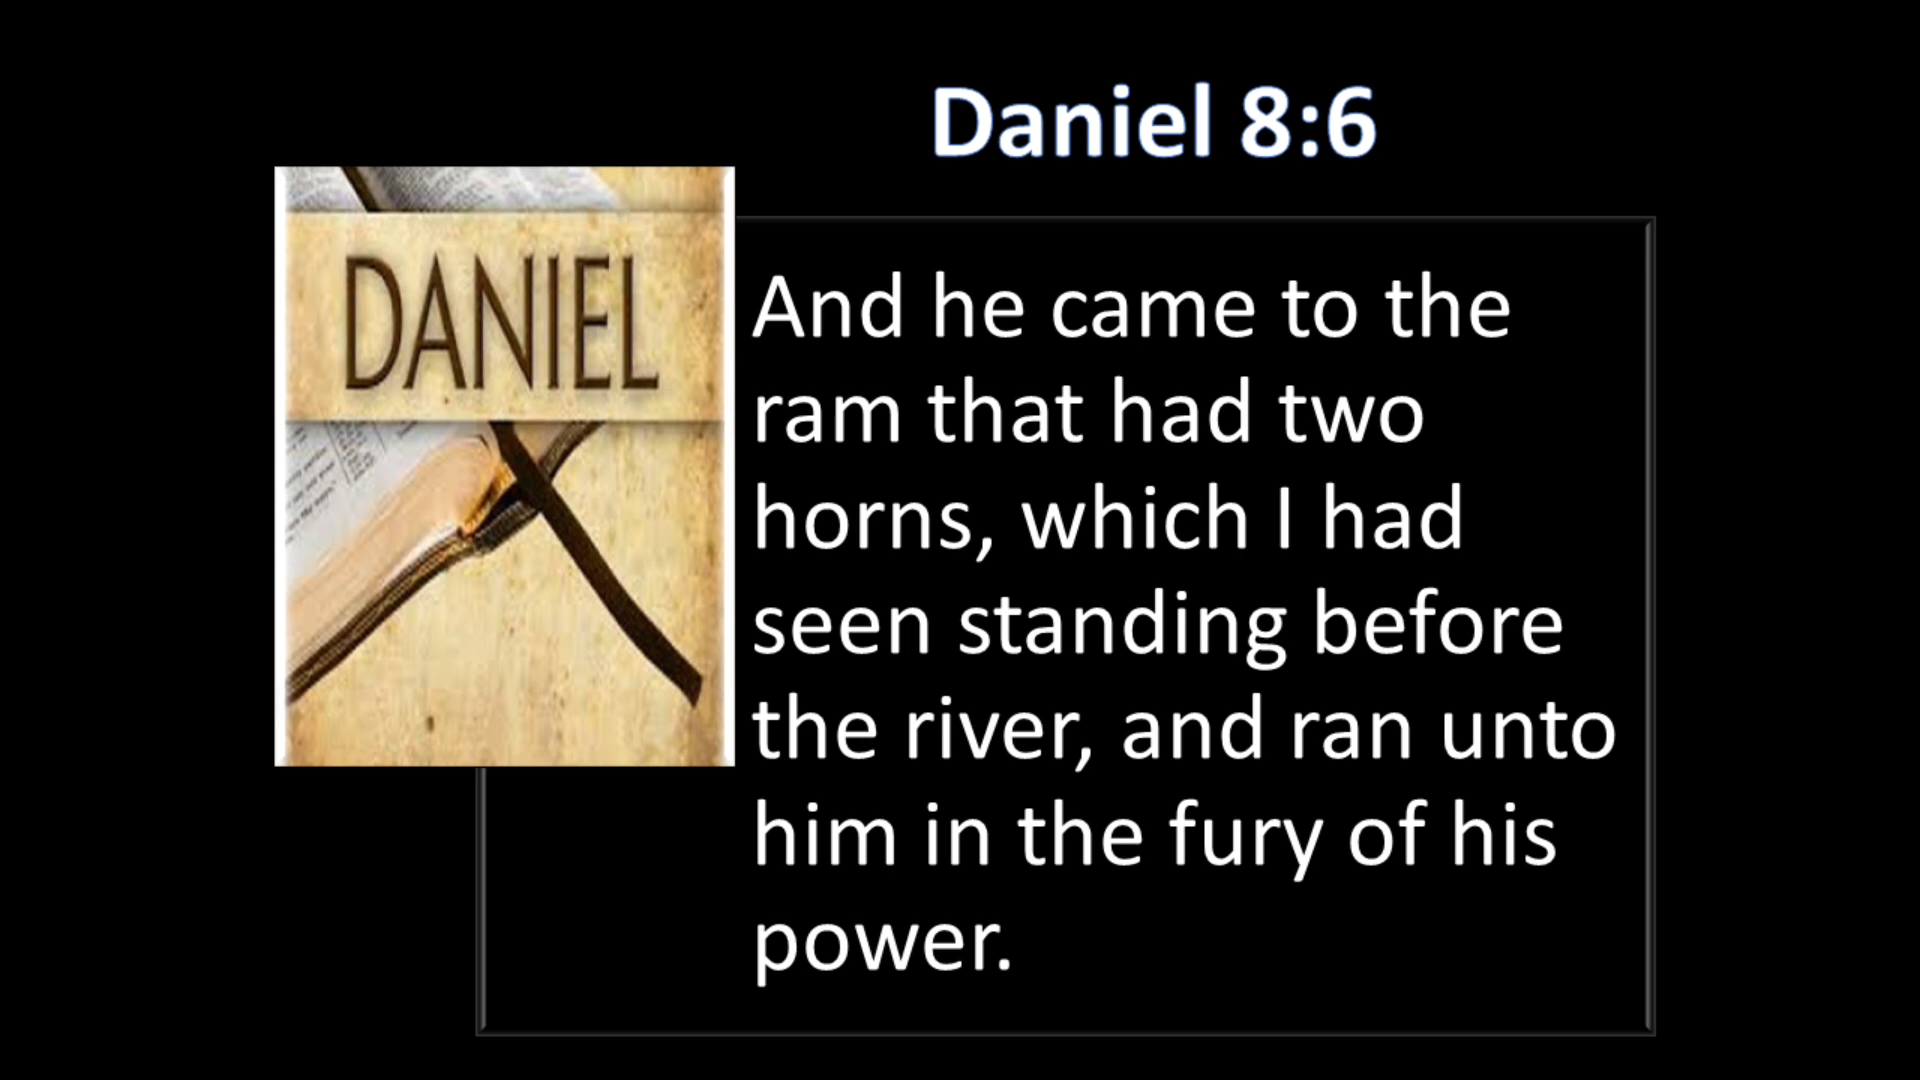 Daniel 8:6
DANIEL
And he came to the
ram that had two
horns, which I had
seen standing before
the river, and ran unto
him in the fury of his
power.